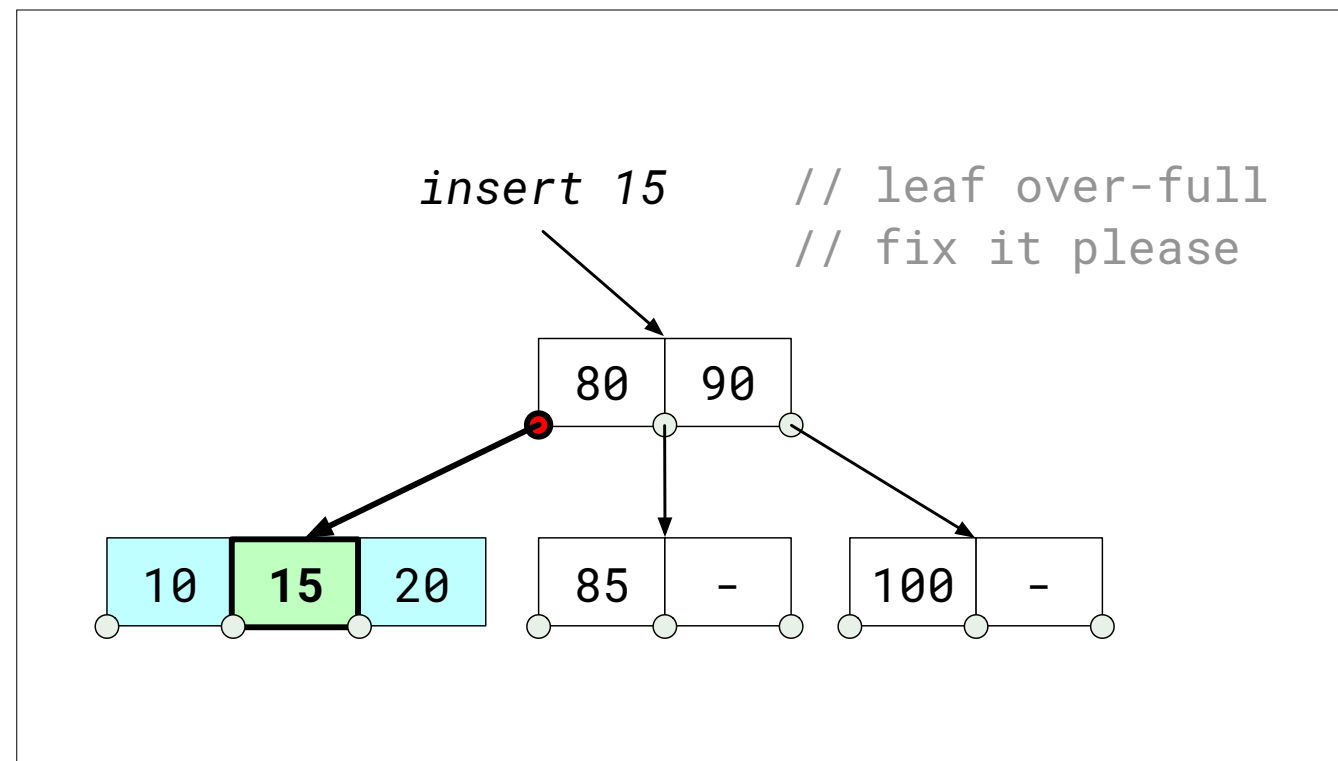 insert 15 // leaf over-full
// fix it please
80 90
10 15 20 85 - 100 -